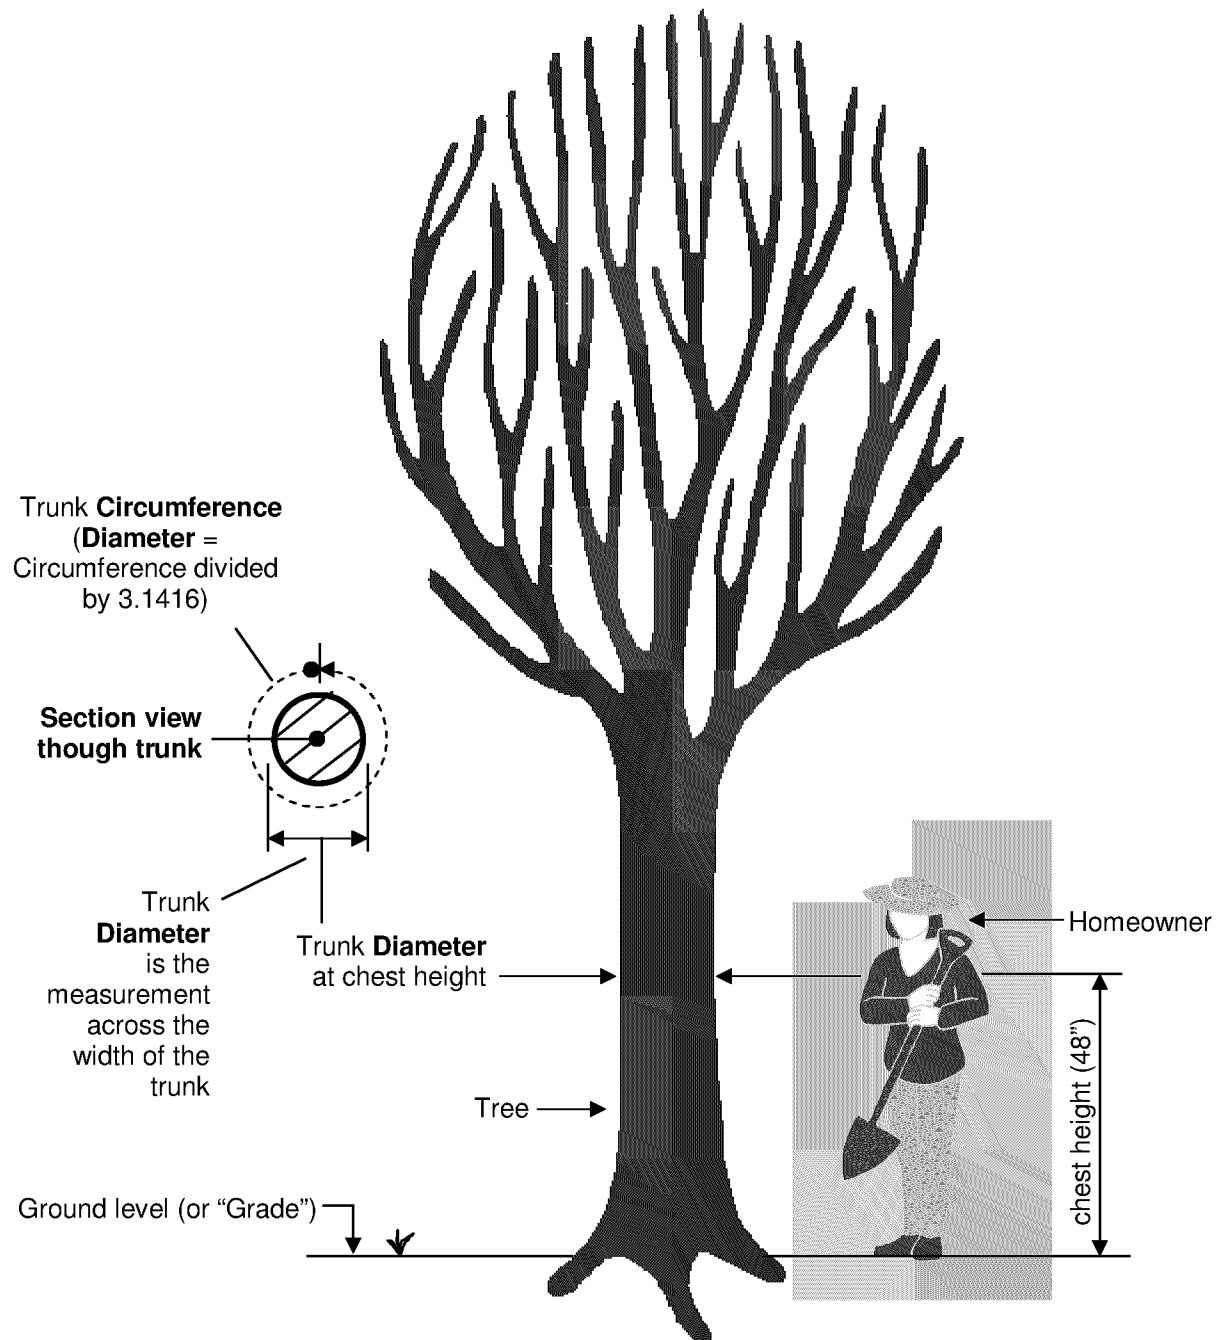 Trunk Circumference
(Diameter =
Circumference divided
by 3.1416)
Section view
though trunk
Trunk
Diameter
is the
measurement
across the
width of the
trunk
Trunk Diameter
at chest height
Homeowner
chest height (48”)
Tree
Ground level (or “Grade”)